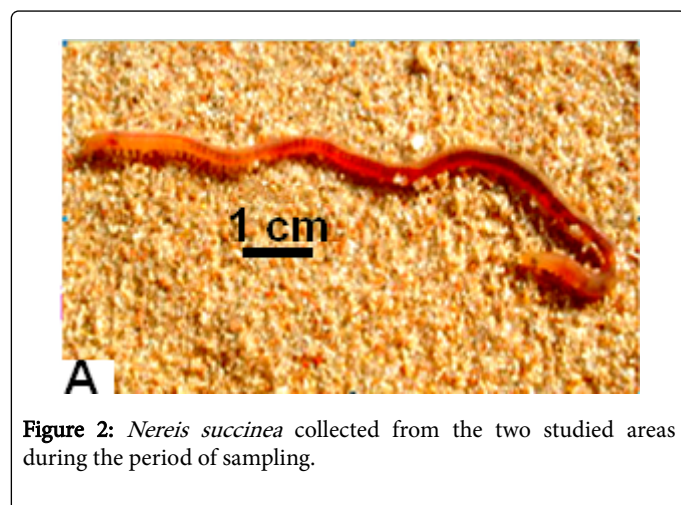 1 cm
A
Figure 2: Nereis succinea collected from the two studied areas
during the period of sampling.